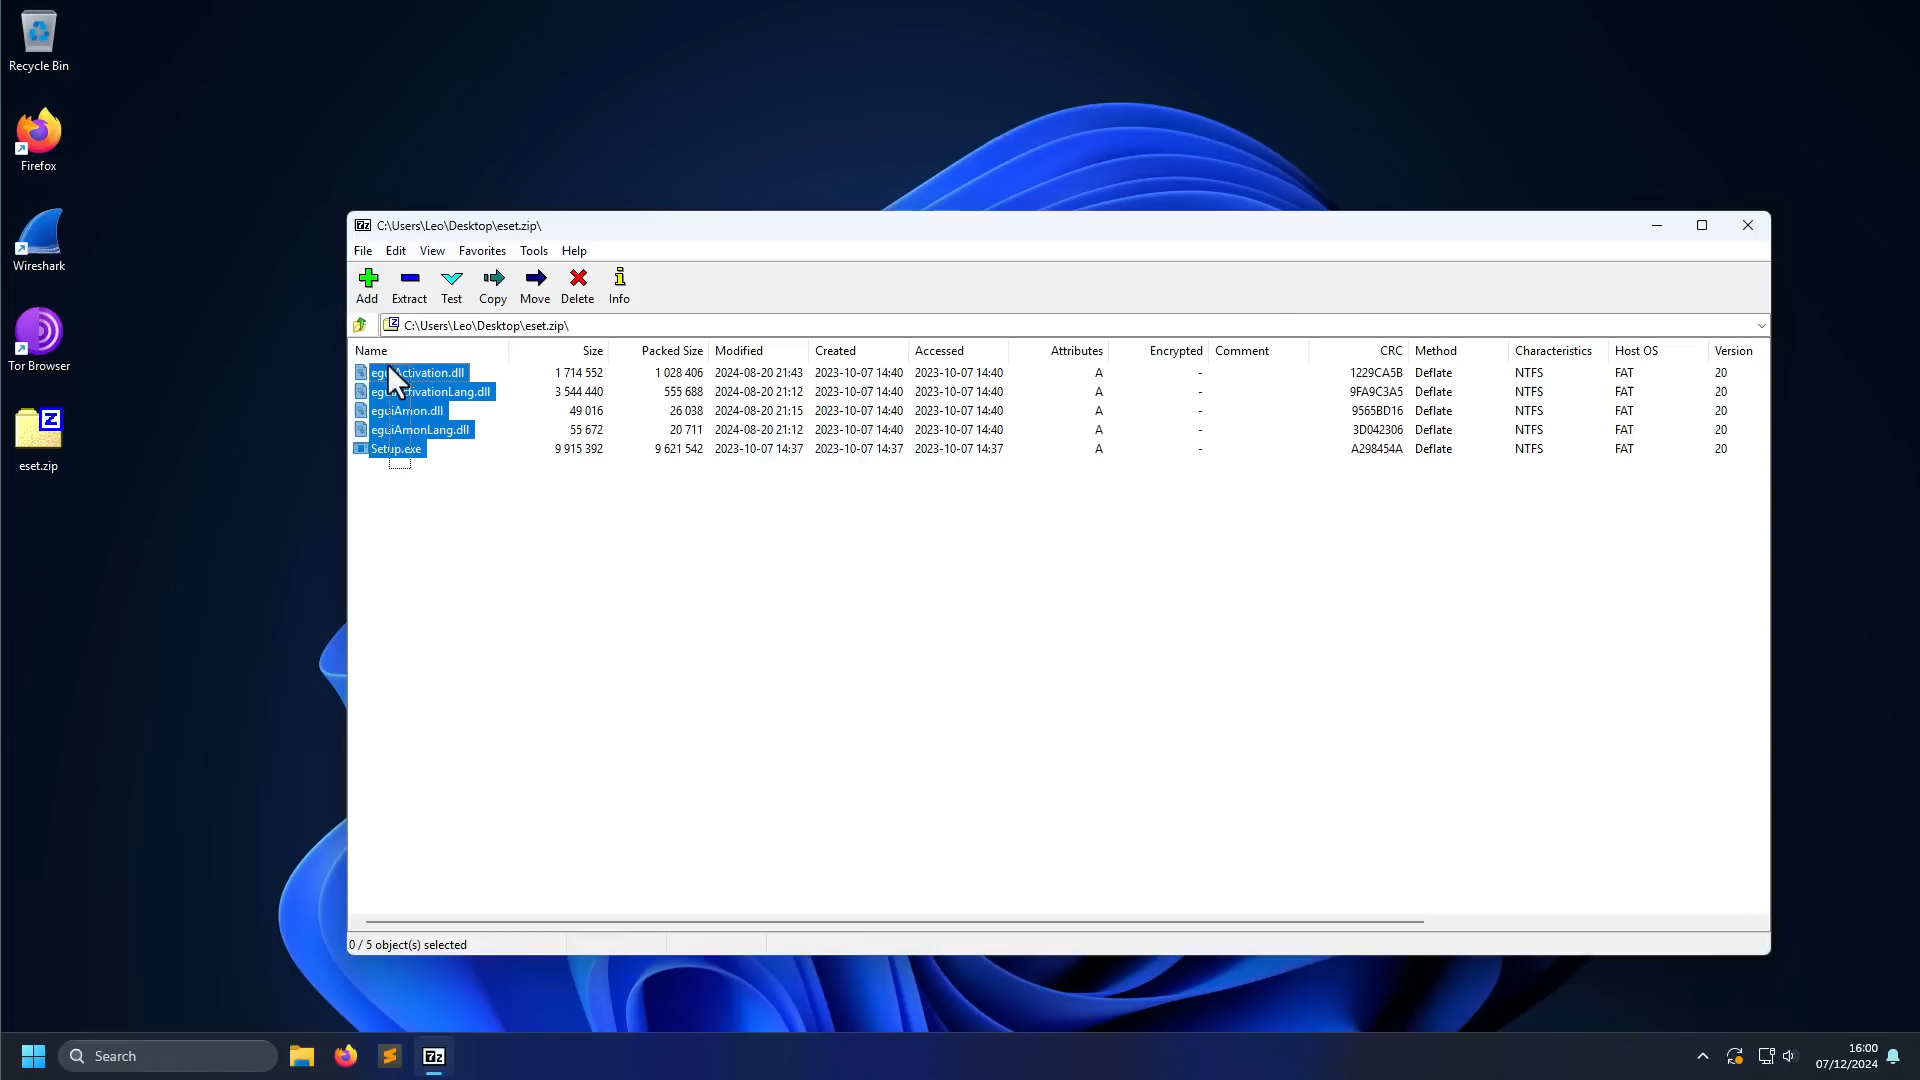 Recycle Bin
Firefox
Wireshark
Tor Browser
eset.zip
C:\Users\Leo\Desktop\eset.zip\
File Edit View Favorites Tools Help
Add Extract Test Copy Move Delete Info
C:\Users\Leo\Desktop\eset.zip\
Name Size Packed Size Modified Created Accessed Attributes Encrypted Comment CRC Method Characteristics Host OS Version
eguiActivation.dll 1 714 552 1 028 406 2024-08-20 21:43 2023-10-07 14:40 2023-10-07 14:40 A - 1229CA5B Deflate NTFS FAT 20
eguiActivationLang.dll 3 544 440 555 688 2024-08-20 21:12 2023-10-07 14:40 2023-10-07 14:40 A - 9FA9C3A5 Deflate NTFS FAT 20
eguiAmon.dll 49 016 26 038 2024-08-20 21:15 2023-10-07 14:40 2023-10-07 14:40 A - 9565BD16 Deflate NTFS FAT 20
eguiAmonLang.dll 55 672 20 711 2024-08-20 21:12 2023-10-07 14:40 2023-10-07 14:40 A - 3D042306 Deflate NTFS FAT 20
Setup.exe 9 915 392 9 621 542 2023-10-07 14:37 2023-10-07 14:37 2023-10-07 14:37 A - A298454A Deflate NTFS FAT 20
0 / 5 object(s) selected
Search
16:00
07/12/2024